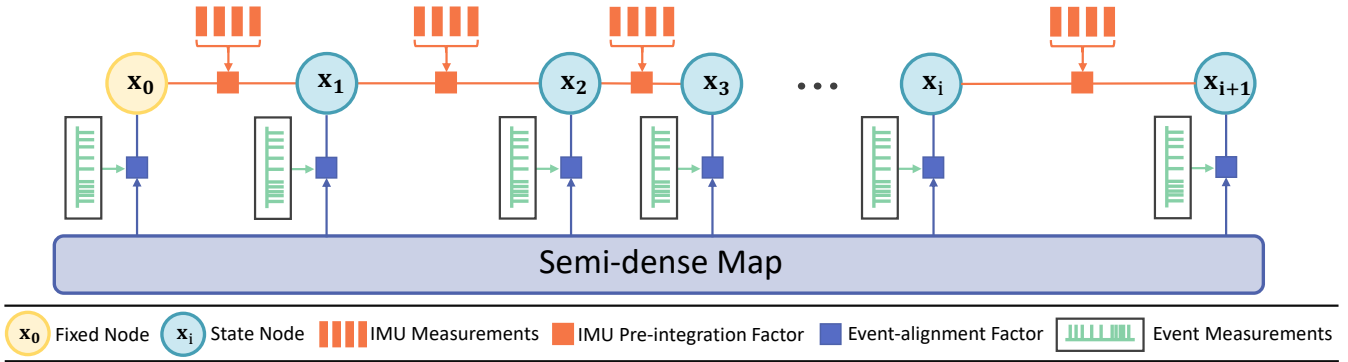 x₀ x₁ x₂ x₃ ... xᵢ xᵢ₊₁
Semi-dense Map
x₀ Fixed Node xᵢ State Node IMU Measurements IMU Pre-integration Factor Event-alignment Factor Event Measurements